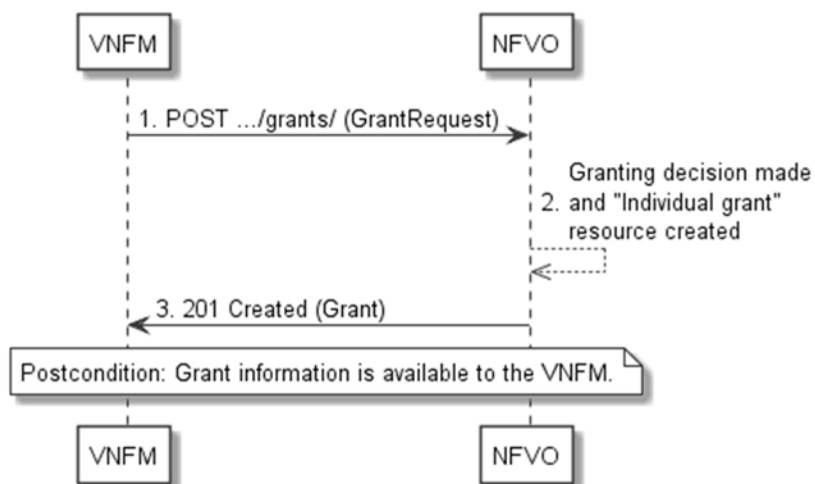 VNFM
NFVO
1. POST .../grants/ (GrantRequest)
Granting decision made
2. and "Individual grant"
resource created
3. 201 Created (Grant)
Postcondition: Grant information is available to the VNFM.
VNFM
NFVO